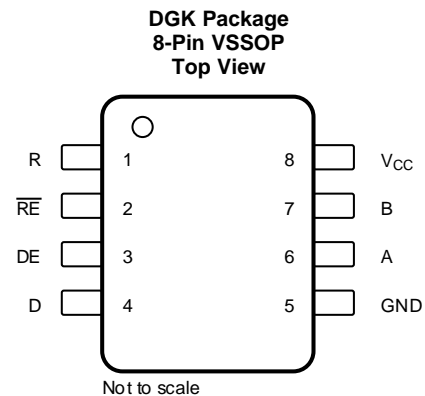 DGK Package
8-Pin VSSOP
Top View
R 1 8 VCC
RE 2 7 B
DE 3 6 A
D 4 5 GND
Not to scale